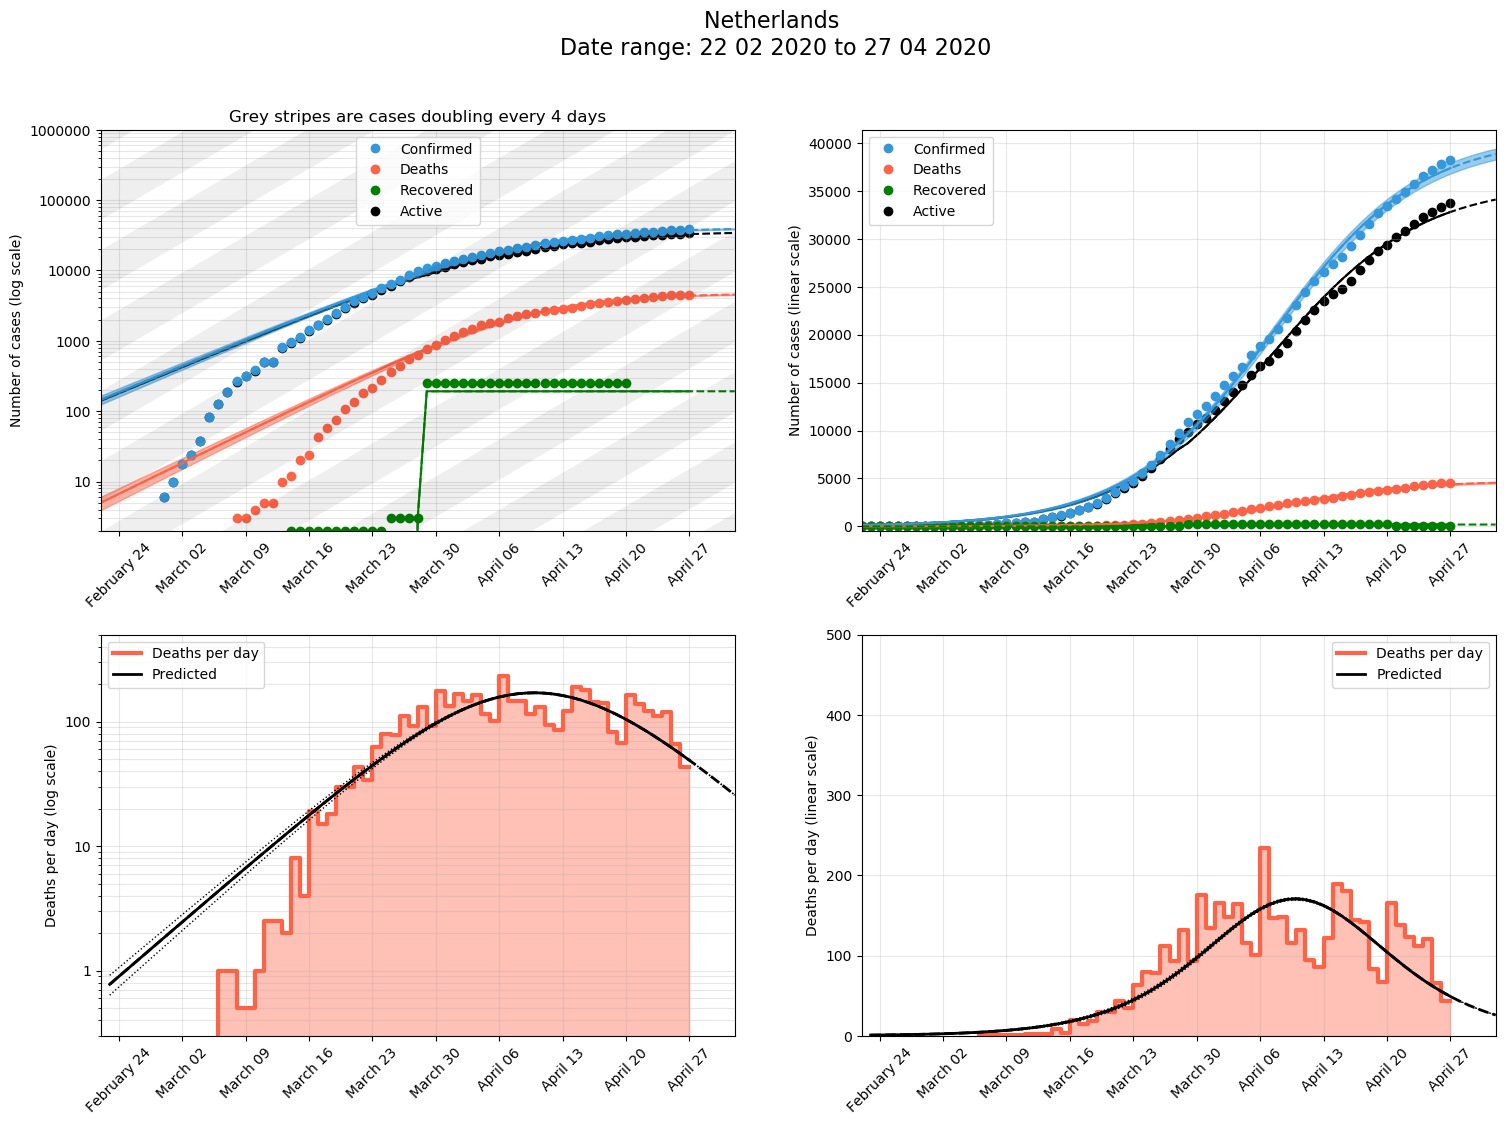 Netherlands
Date range: 22 02 2020 to 27 04 2020
Grey stripes are cases doubling every 4 days
Number of cases (log scale)
1000000
100000
10000
1000
100
10
Confirmed
Deaths
Recovered
Active
February 24
March 02
March 09
March 16
March 23
March 30
April 06
April 13
April 20
April 27
Number of cases (linear scale)
40000
35000
30000
25000
20000
15000
10000
5000
0
Confirmed
Deaths
Recovered
Active
February 24
March 02
March 09
March 16
March 23
March 30
April 06
April 13
April 20
April 27
Deaths per day (log scale)
100
10
1
Deaths per day
Predicted
February 24
March 02
March 09
March 16
March 23
March 30
April 06
April 13
April 20
April 27
Deaths per day (linear scale)
500
400
300
200
100
0
Deaths per day
Predicted
February 24
March 02
March 09
March 16
March 23
March 30
April 06
April 13
April 20
April 27